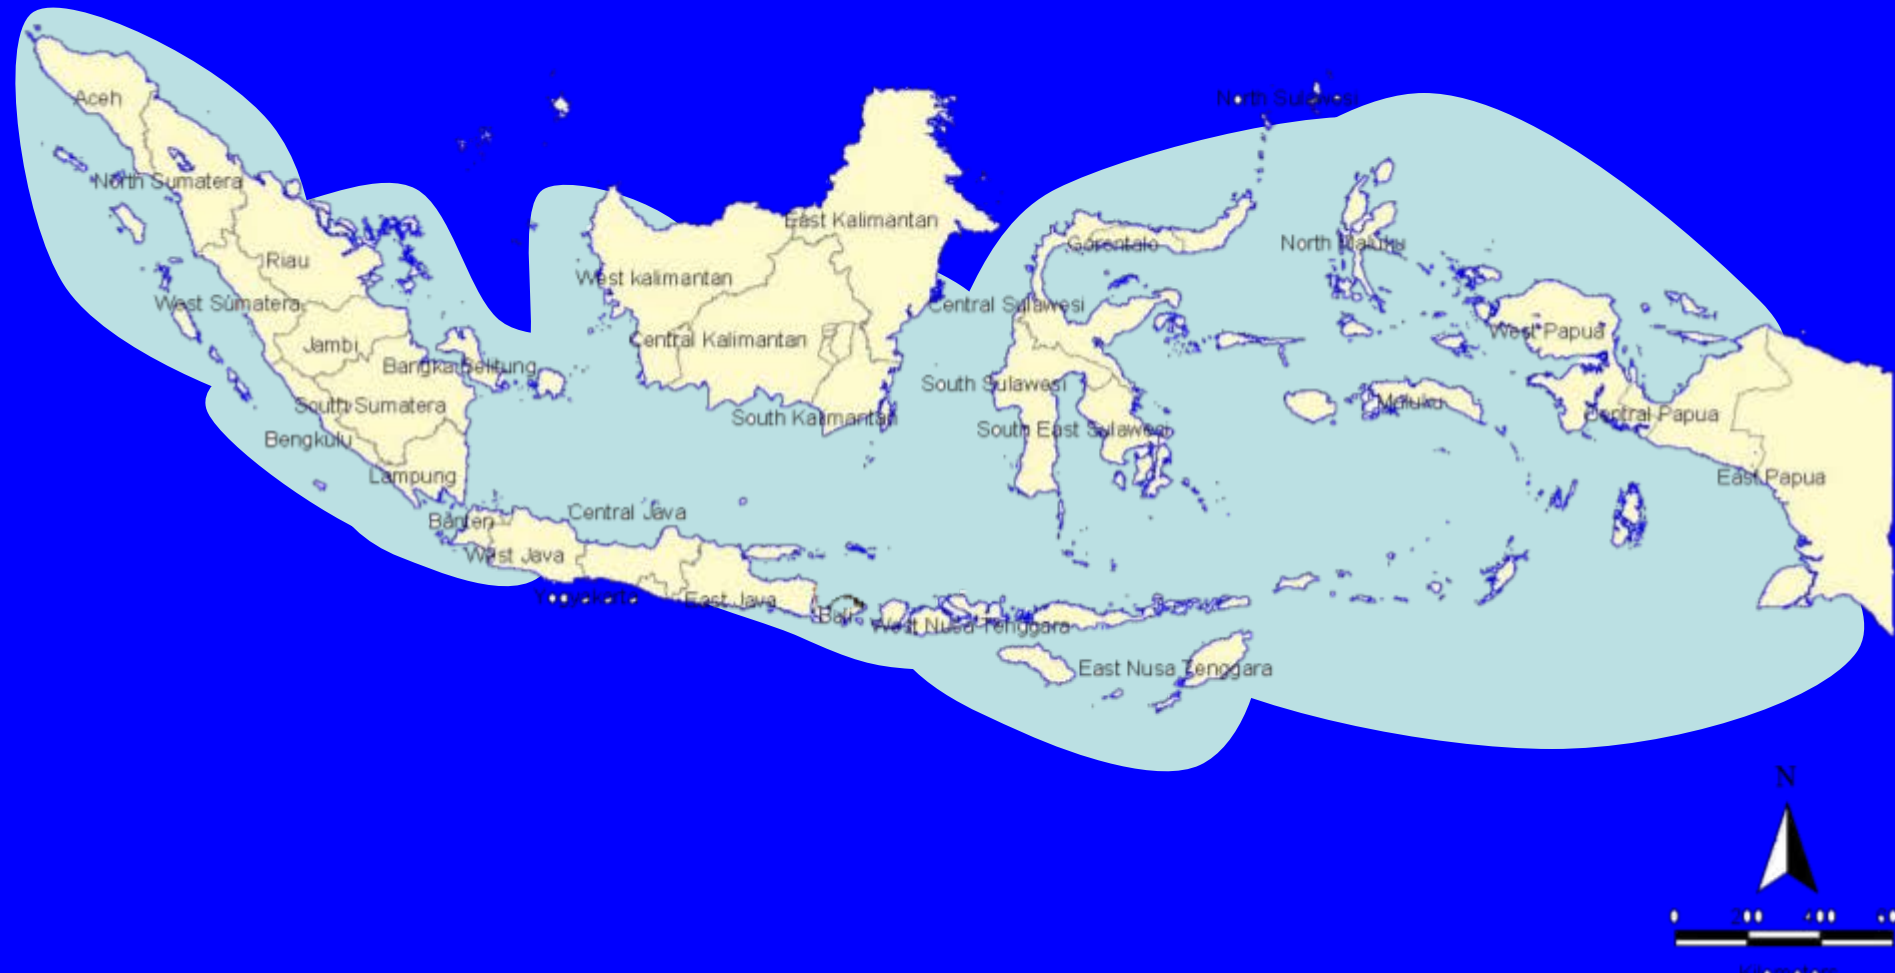 North Sulawesi
Aceh
North Sumatera
East Kalimantan
Gorentalo
North Maluku
Riau
West kalimantan
West Sumatera
Central Sulawesi
Jambi
Central Kalimantan
West Papua
Bangka Belitung
South Sulawesi
South Sumatera
South Kalimantan
Maluku
Central Papua
Bengkulu
South East Sulawesi
Lampung
East Papua
Banten
Central Java
West Java
Yogyakarta
East Java
Bali
West Nusa Tenggara
East Nusa Tenggara
N
0 200 400